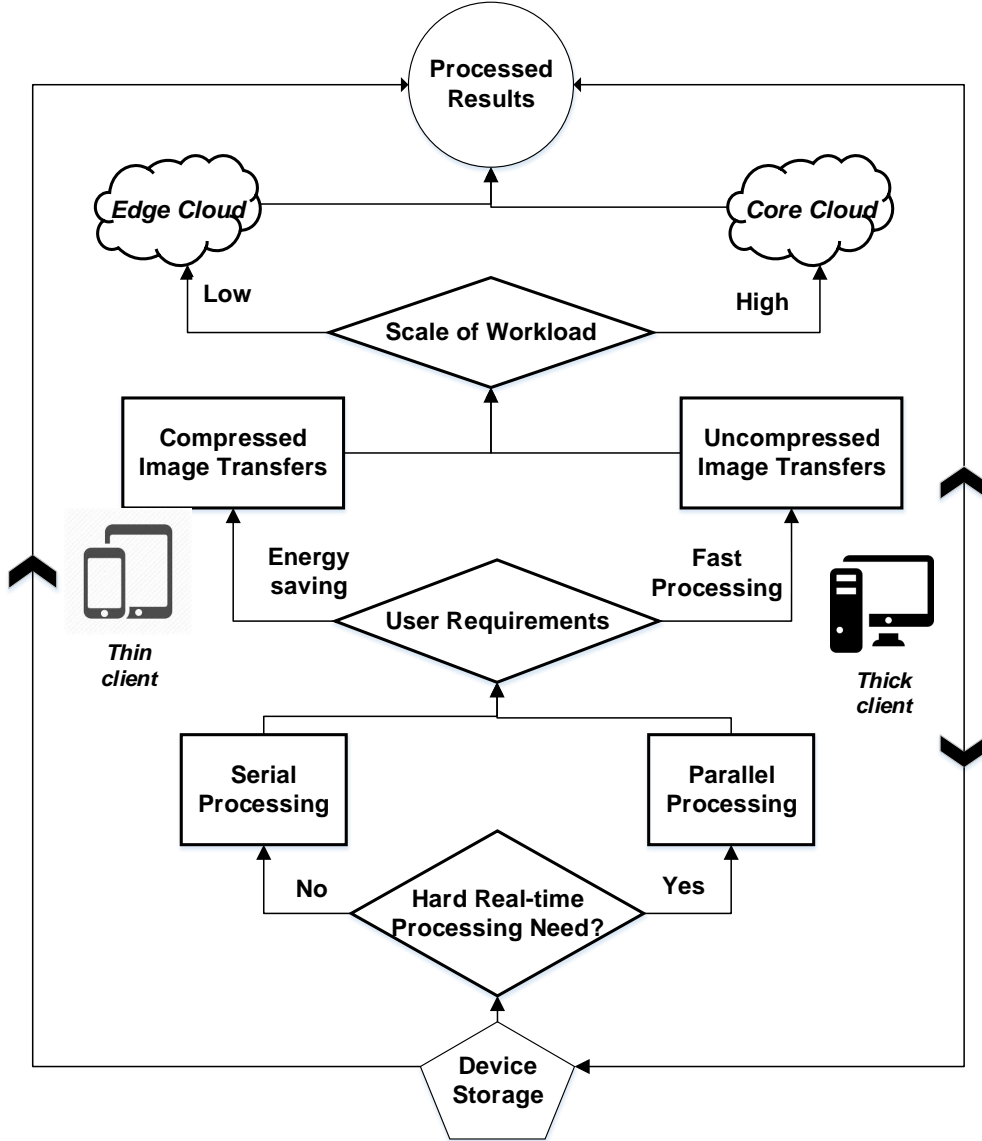 Processed
Results
Edge Cloud
Core Cloud
Low
High
Scale of Workload
Compressed
Image Transfers
Uncompressed
Image Transfers
Energy
saving
Fast
Processing
User Requirements
Thin
client
Thick
client
Serial
Processing
Parallel
Processing
No
Yes
Hard Real-time
Processing Need?
Device
Storage